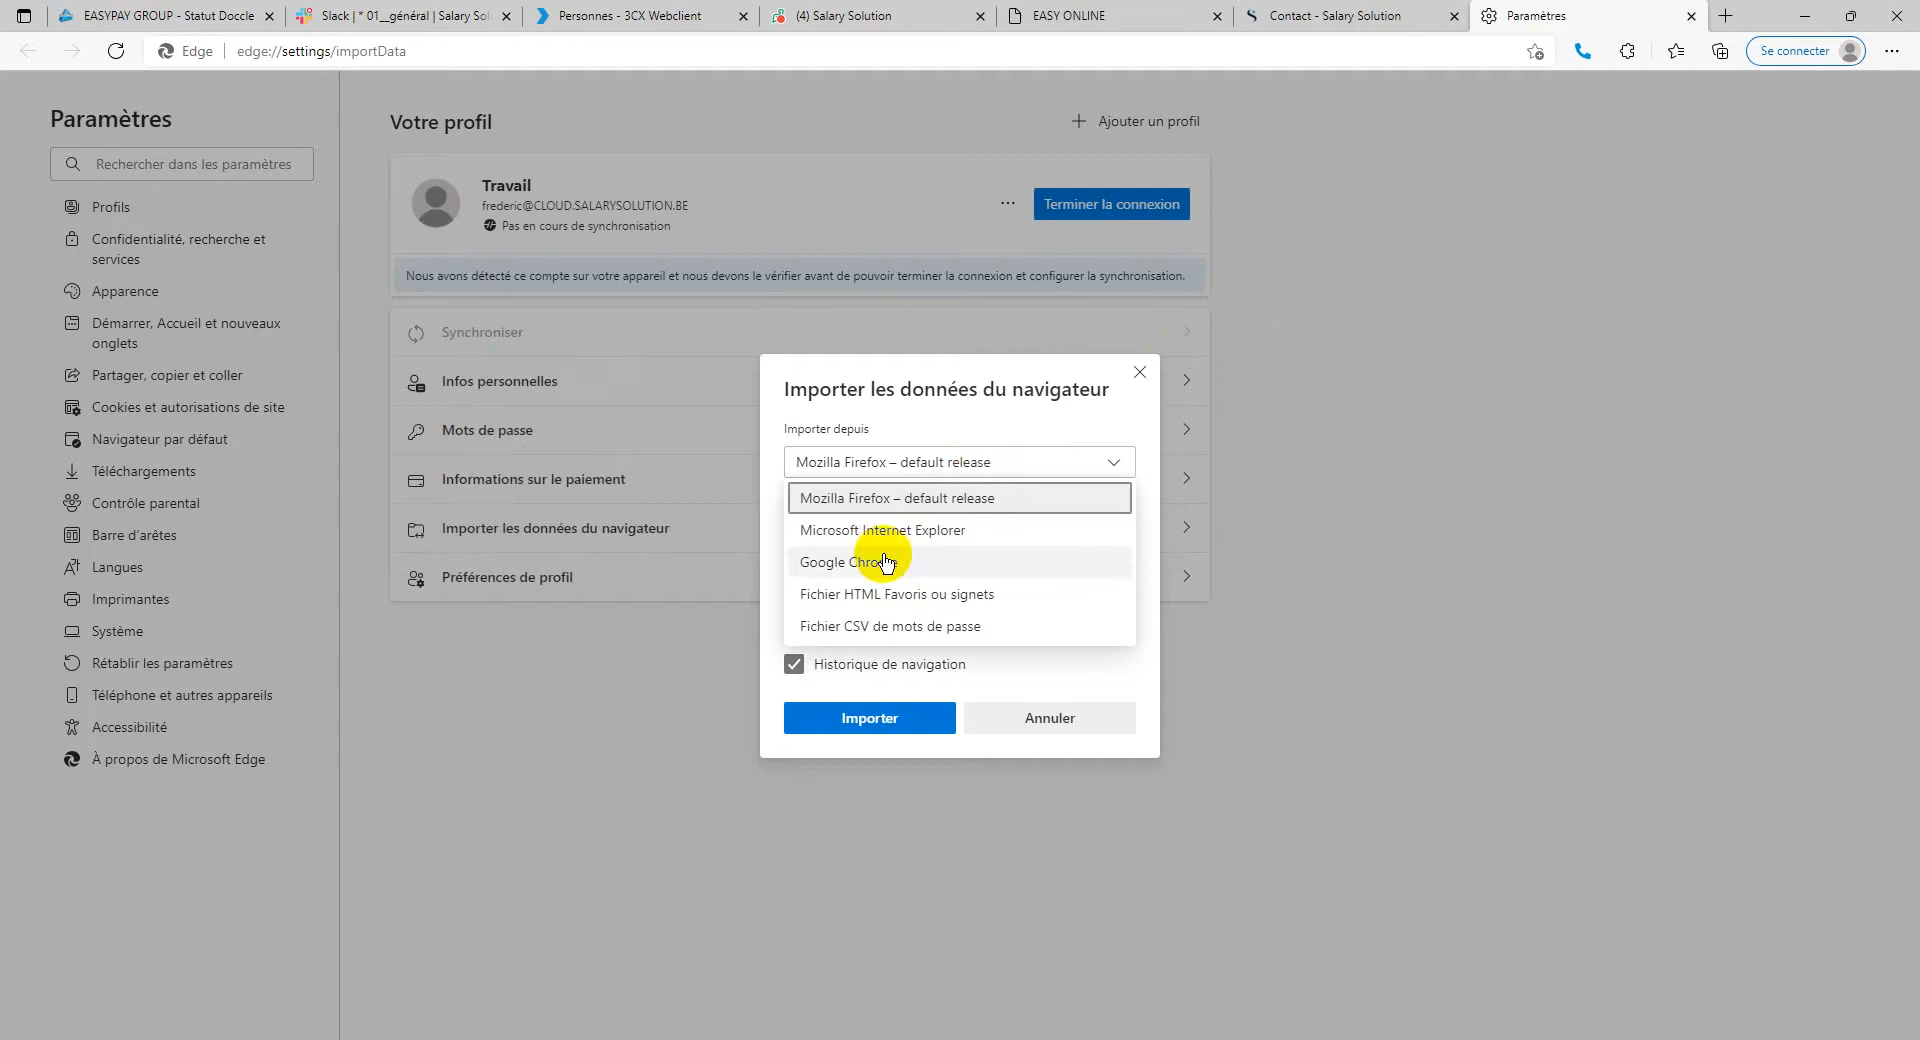 EASYPAY GROUP - Statut Doccle
Slack | * 01__général | Salary Sol
Personnes - 3CX Webclient
(4) Salary Solution
EASY ONLINE
Contact - Salary Solution
Paramètres
Edge
edge://settings/importData
Se connecter
Paramètres
Rechercher dans les paramètres
Profils
Confidentialité, recherche et
services
Apparence
Démarrer, Accueil et nouveaux
onglets
Partager, copier et coller
Cookies et autorisations de site
Navigateur par défaut
Téléchargements
Contrôle parental
Barre d’arêtes
Langues
Imprimantes
Système
Rétablir les paramètres
Téléphone et autres appareils
Accessibilité
À propos de Microsoft Edge
Votre profil
Ajouter un profil
Travail
frederic@CLOUD.SALARYSOLUTION.BE
Pas en cours de synchronisation
Terminer la connexion
Nous avons détecté ce compte sur votre appareil et nous devons le vérifier avant de pouvoir terminer la connexion et configurer la synchronisation.
Synchroniser
Infos personnelles
Mots de passe
Informations sur le paiement
Importer les données du navigateur
Préférences de profil
Importer les données du navigateur
Importer depuis
Mozilla Firefox – default release
Mozilla Firefox – default release
Microsoft Internet Explorer
Google Chrome
Fichier HTML Favoris ou signets
Fichier CSV de mots de passe
Historique de navigation
Importer
Annuler